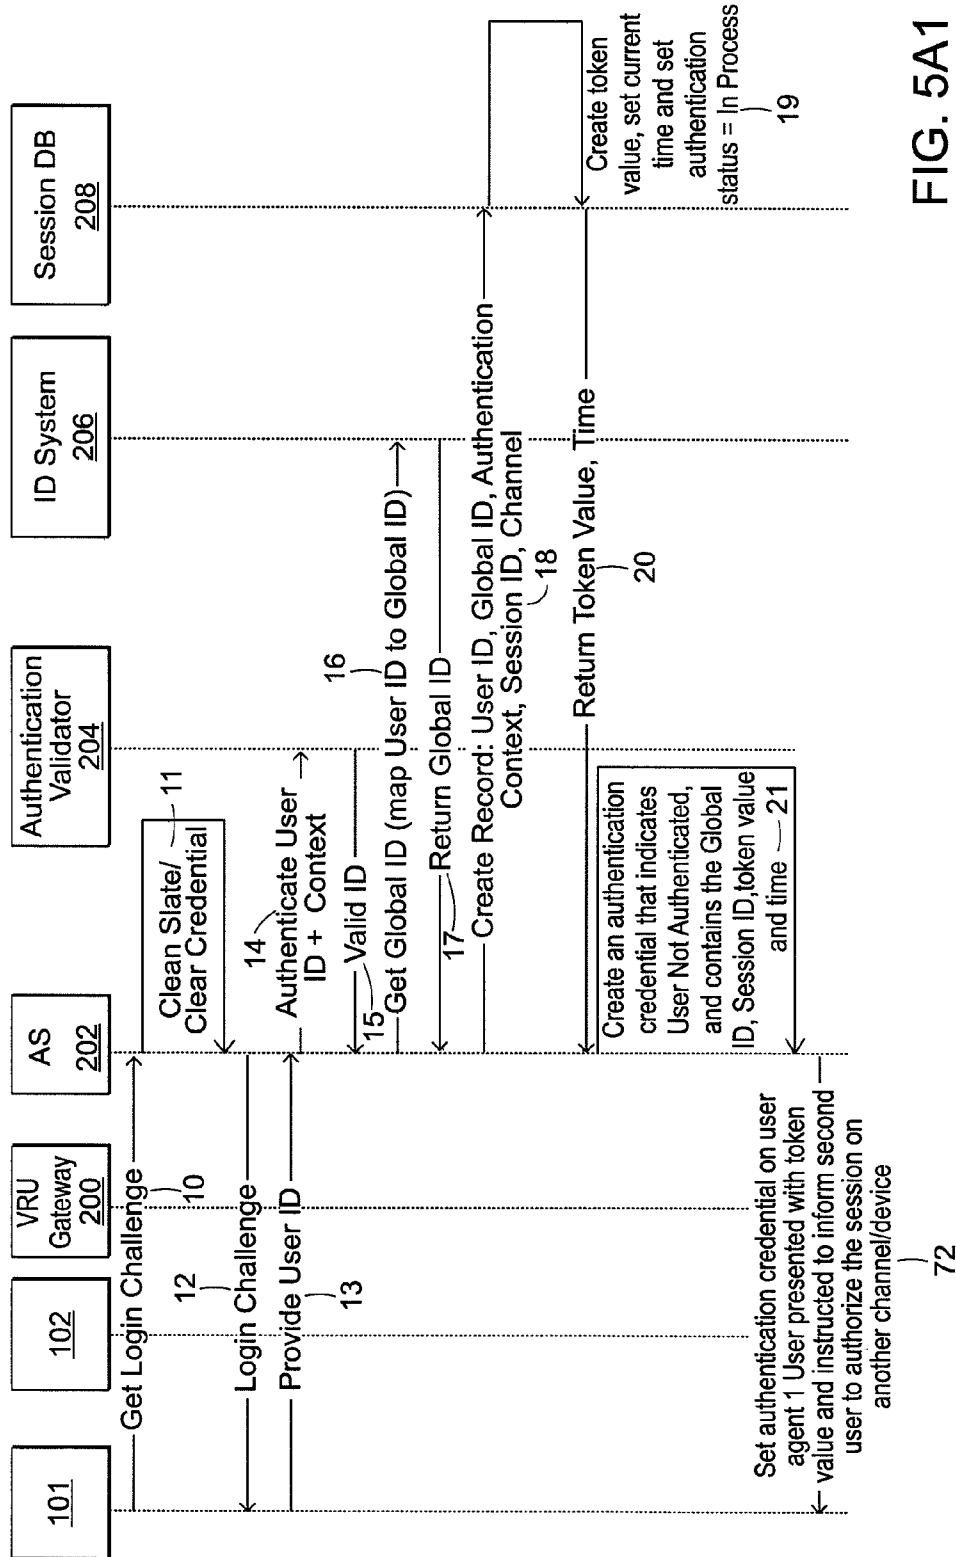 101
102
VRU
Gateway
200
AS
202
Authentication
Validator
204
ID System
206
Session DB
208
Get Login Challenge
10
Clean Slate/
Clear Credential
11
12
Login Challenge
Provide User ID
13
14
Authenticate User
ID + Context
15
Valid ID
16
Get Global ID (map User ID to Global ID)
17
Return Global ID
Create Record: User ID, Global ID, Authentication
Context, Session ID, Channel
18
Create token
value, set current
time and set
authentication
status = In Process
19
Return Token Value, Time
20
Create an authentication
credential that indicates
User Not Authenticated,
and contains the Global
ID, Session ID,token value
and time
21
Set authentication credential on user
agent 1 User presented with token
value and instructed to inform second
user to authorize the session on
another channel/device
72
FIG. 5A1